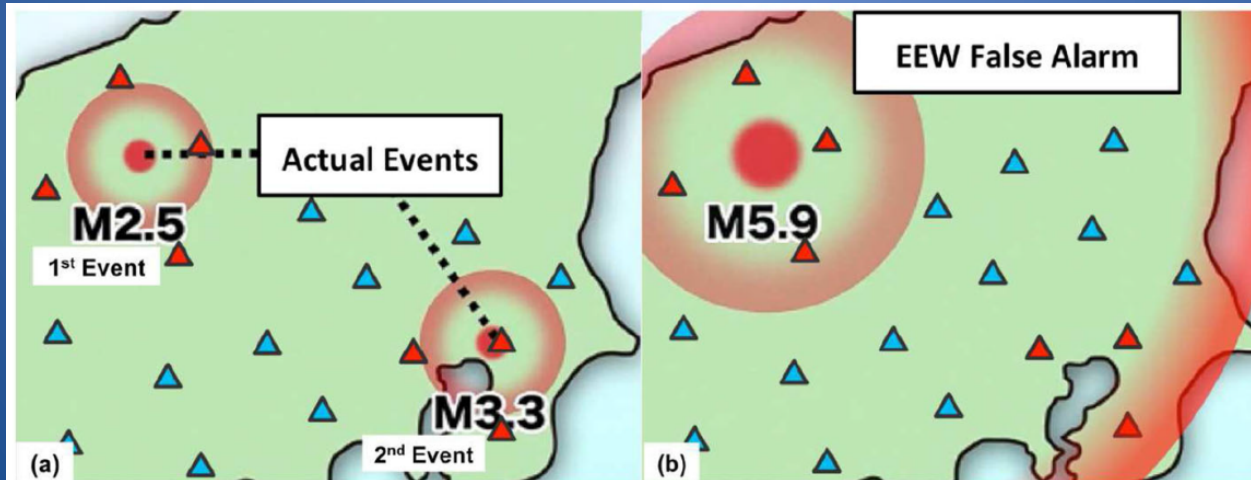 Actual Events
M2.5
1st Event
M3.3
2nd Event
(a)
EEW False Alarm
M5.9
(b)